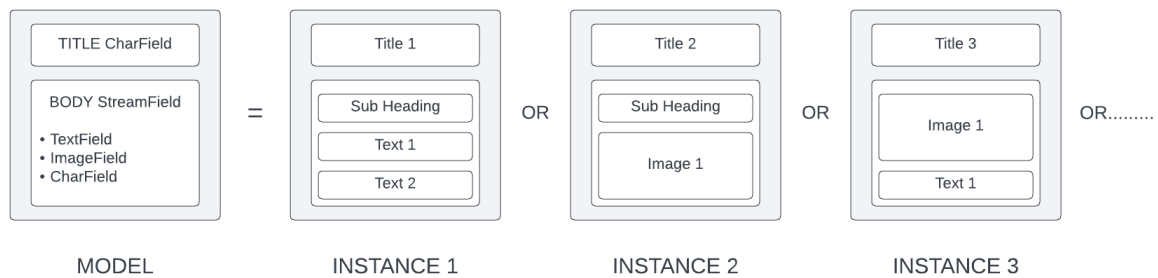 TITLE CharField
BODY StreamField
• TextField
• ImageField
• CharField
MODEL
=
Title 1
Sub Heading
Text 1
Text 2
INSTANCE 1
OR
Title 2
Sub Heading
Image 1
INSTANCE 2
OR
Title 3
Image 1
Text 1
INSTANCE 3
OR.........